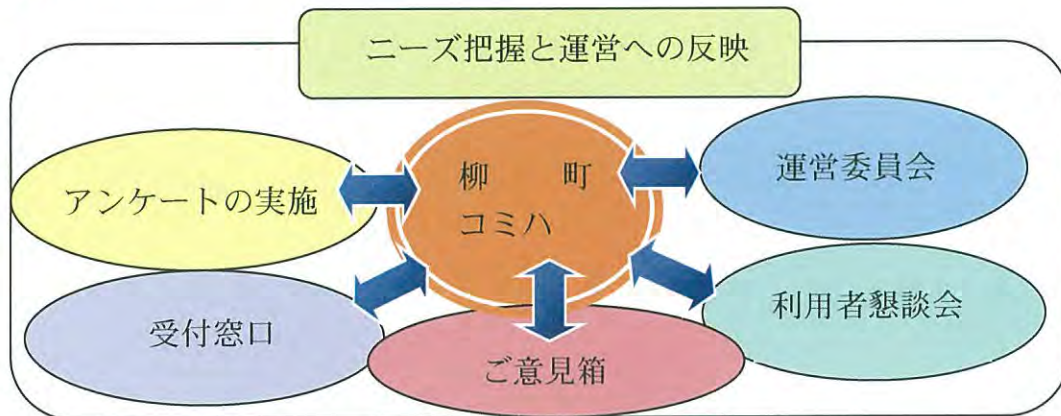 ニーズ把握と運営への反映
アンケートの実施
柳 町
コミハ
運営委員会
受付窓口
ご意見箱
利用者懇談会